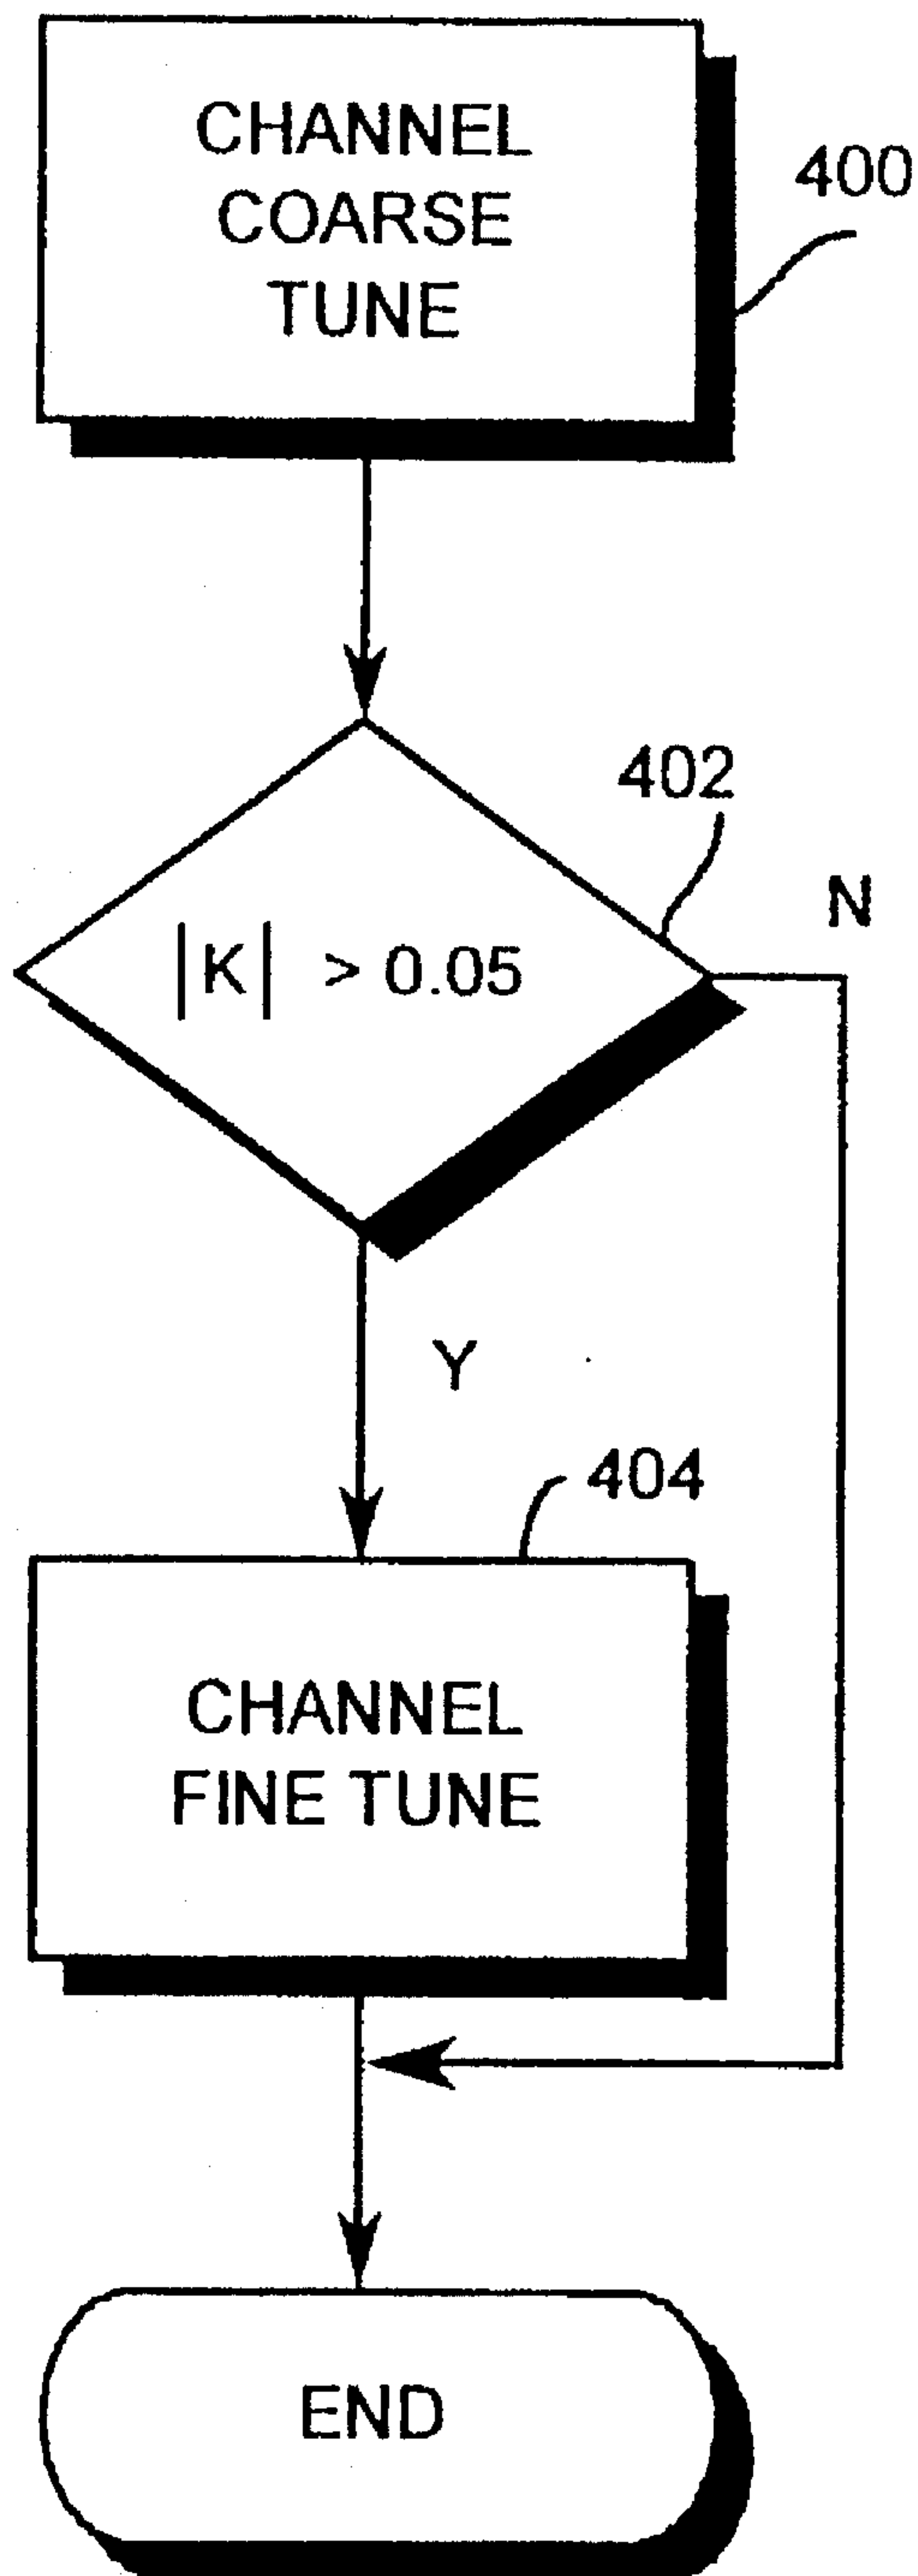 CHANNEL
COARSE
TUNE
400
402
N
|K| > 0.05
Y
404
CHANNEL
FINE TUNE
END